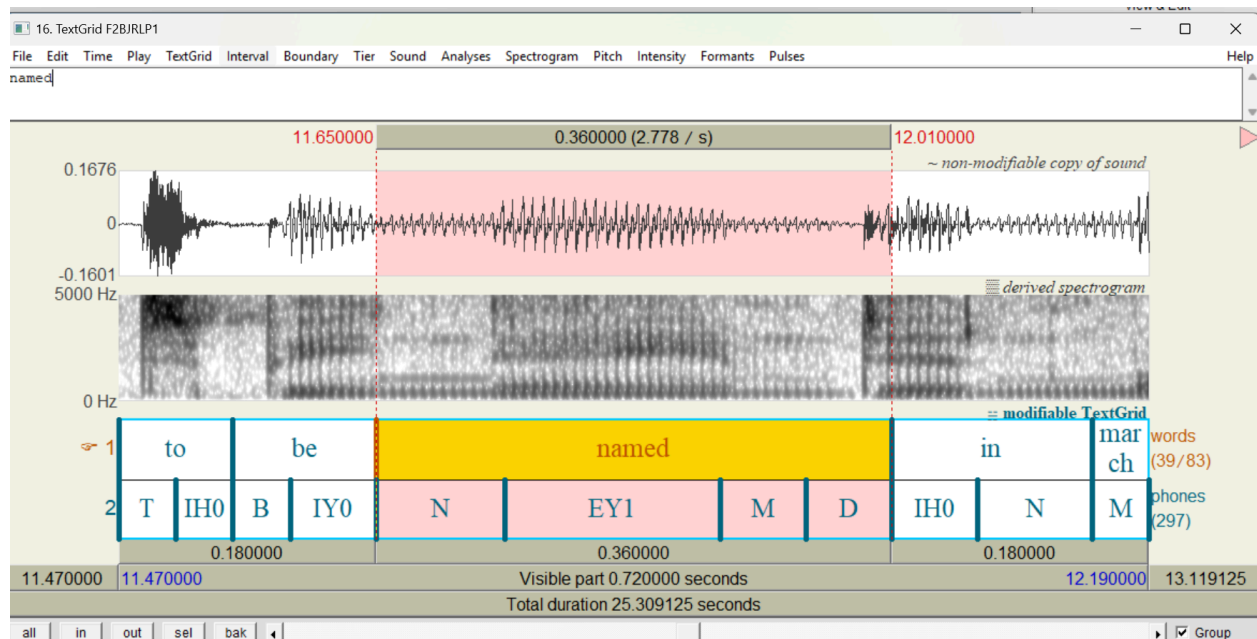 View & Edit
16. TextGrid F2BJRLP1
File Edit Time Play TextGrid Interval Boundary Tier Sound Analyses Spectrogram Pitch Intensity Formants Pulses Help
named
11.650000 0.360000 (2.778 / s) 12.010000
~ non-modifiable copy of sound
0.1676
0
-0.1601
5000 Hz
derived spectrogram
0 Hz
modifiable TextGrid
1 to be named in mar words
ch (39/83)
2 T IH0 B IY0 N EY1 M D IH0 N M phones
(297)
0.180000 0.360000 0.180000
11.470000 11.470000 Visible part 0.720000 seconds 12.190000 13.119125
Total duration 25.309125 seconds
all in out sel bak Group